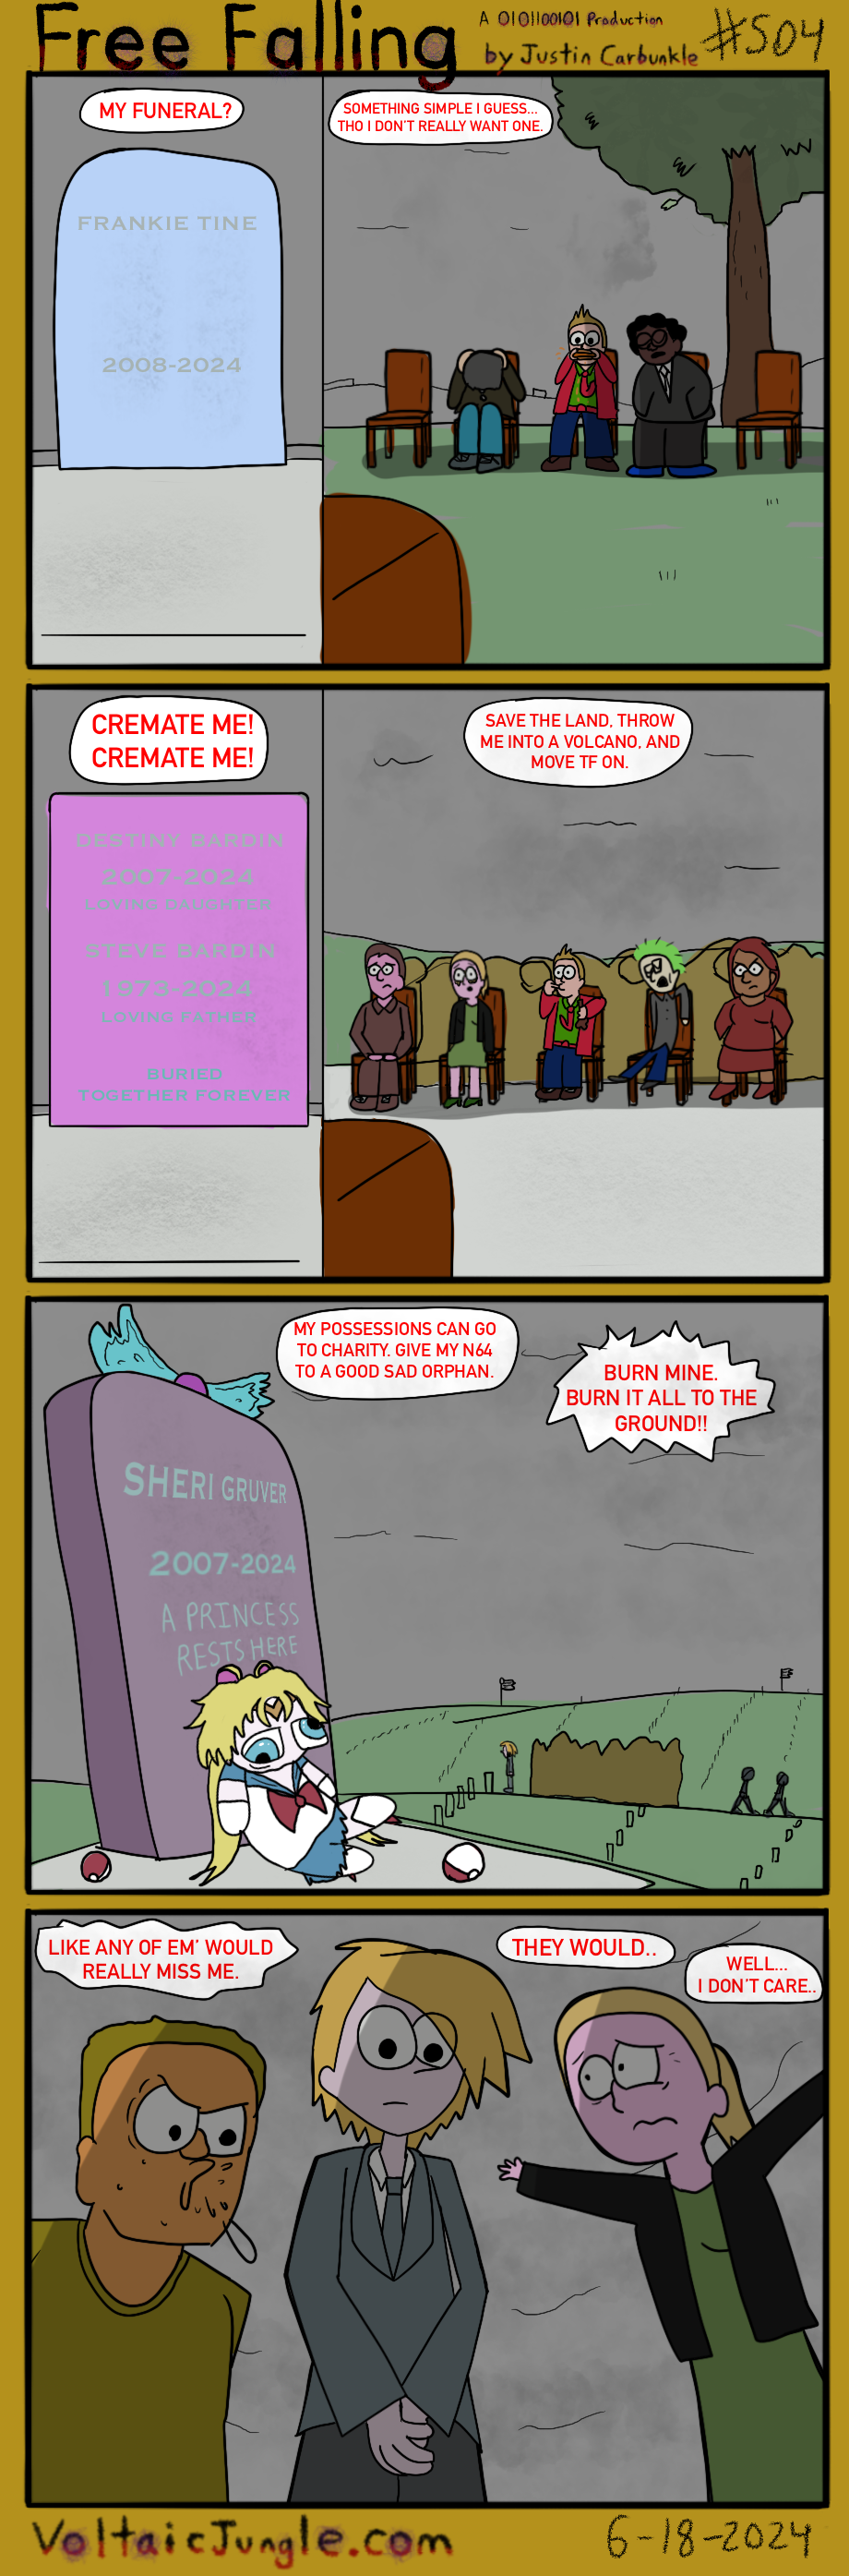 Free Falling
A 0101100101 Production
by Justin Carbunkle
#504
MY FUNERAL?
SOMETHING SIMPLE I GUESS...
THO I DON'T REALLY WANT ONE.
FRANKIE TINE
2008-2024
CREMATE ME!
CREMATE ME!
SAVE THE LAND, THROW
ME INTO A VOLCANO, AND
MOVE TF ON.
DESTINY BARDIN
2007-2024
LOVING DAUGHTER
STEVE BARDIN
1973-2024
LOVING FATHER
BURIED
TOGETHER FOREVER
MY POSSESSIONS CAN GO
TO CHARITY. GIVE MY N64
TO A GOOD SAD ORPHAN.
BURN MINE.
BURN IT ALL TO THE
GROUND!!
SHERI GRUVER
2007-2024
A PRINCESS
RESTS HERE
LIKE ANY OF EM' WOULD
REALLY MISS ME.
THEY WOULD..
WELL...
I DON'T CARE..
VoltaicJungle.com
6-18-2024